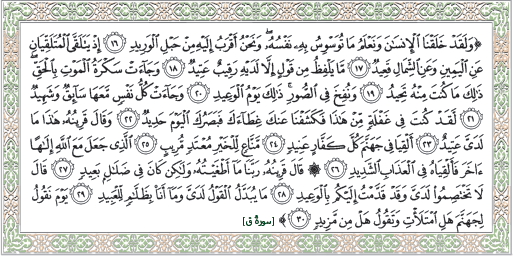 ﴿وَلَقَدْ خَلَقْنَا ٱلْإِنسَٰنَ وَنَعْلَمُ مَا تُوَسْوِسُ بِهِۦ نَفْسُهُۥ ۖ وَنَحْنُ أَقْرَبُ إِلَيْهِ مِنْ حَبْلِ ٱلْوَرِيدِ ١٦ إِذْ يَتَلَقَّى ٱلْمُتَلَقِّيَانِ
عَنِ ٱلْيَمِينِ وَعَنِ ٱلشِّمَالِ قَعِيدٌ ١٧ مَّا يَلْفِظُ مِن قَوْلٍ إِلَّا لَدَيْهِ رَقِيبٌ عَتِيدٌ ١٨ وَجَآءَتْ سَكْرَةُ ٱلْمَوْتِ بِٱلْحَقِّ ۖ
ذَٰلِكَ مَا كُنتَ مِنْهُ تَحِيدُ ١٩ وَنُفِخَ فِى ٱلصُّورِ ۚ ذَٰلِكَ يَوْمُ ٱلْوَعِيدِ ٢٠ وَجَآءَتْ كُلُّ نَفْسٍ مَّعَهَا سَآئِقٌ وَشَهِيدٌ
٢١ لَّقَدْ كُنتَ فِى غَفْلَةٍ مِّنْ هَٰذَا فَكَشَفْنَا عَنكَ غِطَآءَكَ فَبَصَرُكَ ٱلْيَوْمَ حَدِيدٌ ٢٢ وَقَالَ قَرِينُهُۥ هَٰذَا مَا
لَدَىَّ عَتِيدٌ ٢٣ أَلْقِيَا فِى جَهَنَّمَ كُلَّ كَفَّارٍ عَنِيدٍ ٢٤ مَّنَّاعٍ لِّلْخَيْرِ مُعْتَدٍ مُّرِيبٍ ٢٥ ٱلَّذِى جَعَلَ مَعَ ٱللَّهِ إِلَٰهًا
ءَاخَرَ فَأَلْقِيَاهُ فِى ٱلْعَذَابِ ٱلشَّدِيدِ ٢٦ ۞ قَالَ قَرِينُهُۥ رَبَّنَا مَآ أَطْغَيْتُهُۥ وَلَٰكِن كَانَ فِى ضَلَٰلٍۭ بَعِيدٍ ٢٧ قَالَ
لَا تَخْتَصِمُوا۟ لَدَىَّ وَقَدْ قَدَّمْتُ إِلَيْكُم بِٱلْوَعِيدِ ٢٨ مَا يُبَدَّلُ ٱلْقَوْلُ لَدَىَّ وَمَآ أَنَا۠ بِظَلَّٰمٍ لِّلْعَبِيدِ ٢٩ يَوْمَ نَقُولُ
لِجَهَنَّمَ هَلِ ٱمْتَلَأْتِ وَتَقُولُ هَلْ مِن مَّزِيدٍ ٣٠﴾ [سورة ق]